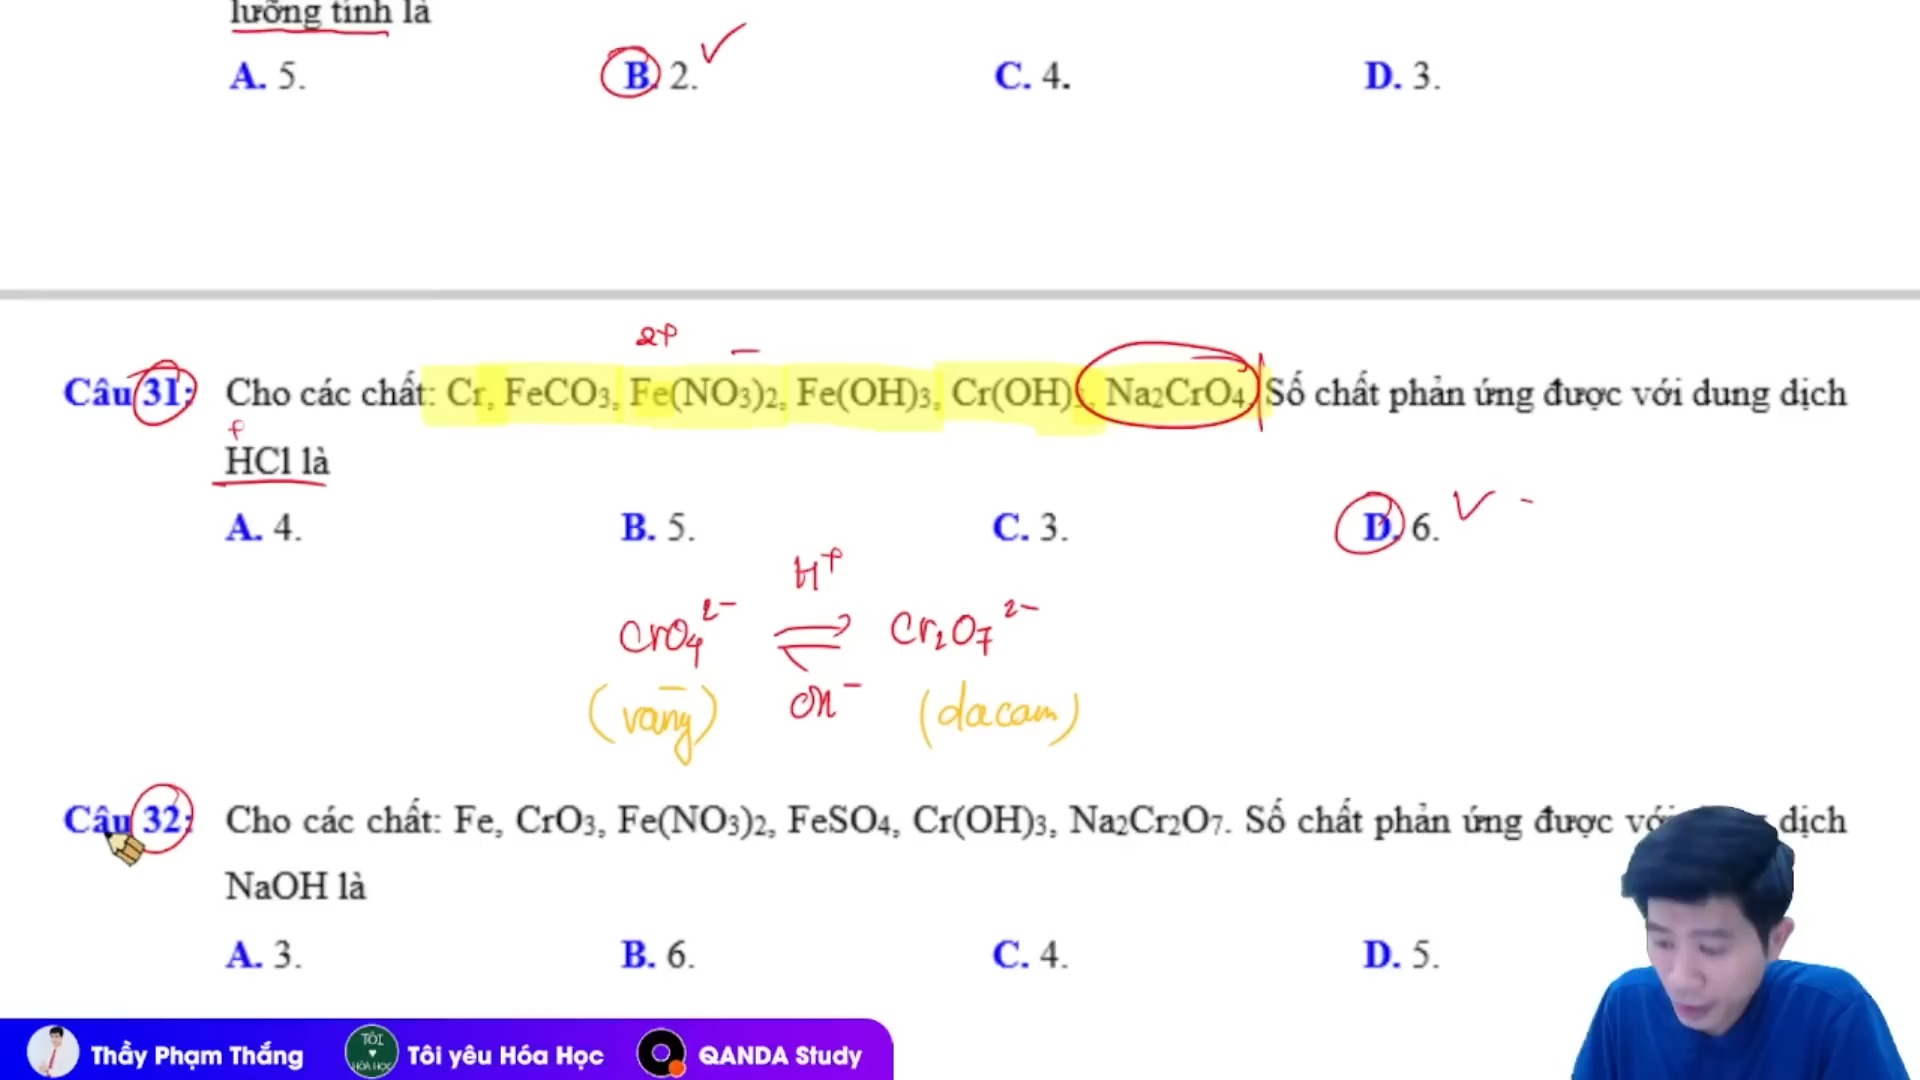 lưỡng tính là
A. 5. B. 2. C. 4. D. 3.
2+ −
Câu 31: Cho các chất: Cr, FeCO3, Fe(NO3)2, Fe(OH)3, Cr(OH)3, Na2CrO4. Số chất phản ứng được với dung dịch
+
HCl là
A. 4. B. 5. C. 3. D. 6.
H+
CrO4 2− ⇌ Cr2O7 2−
OH−
(vàng) (da cam)
Câu 32: Cho các chất: Fe, CrO3, Fe(NO3)2, FeSO4, Cr(OH)3, Na2Cr2O7. Số chất phản ứng được với dịch
NaOH là
A. 3. B. 6. C. 4. D. 5.
TÔI ♥ HÓA HỌC
Thầy Phạm Thắng Tôi yêu Hóa Học QANDA Study